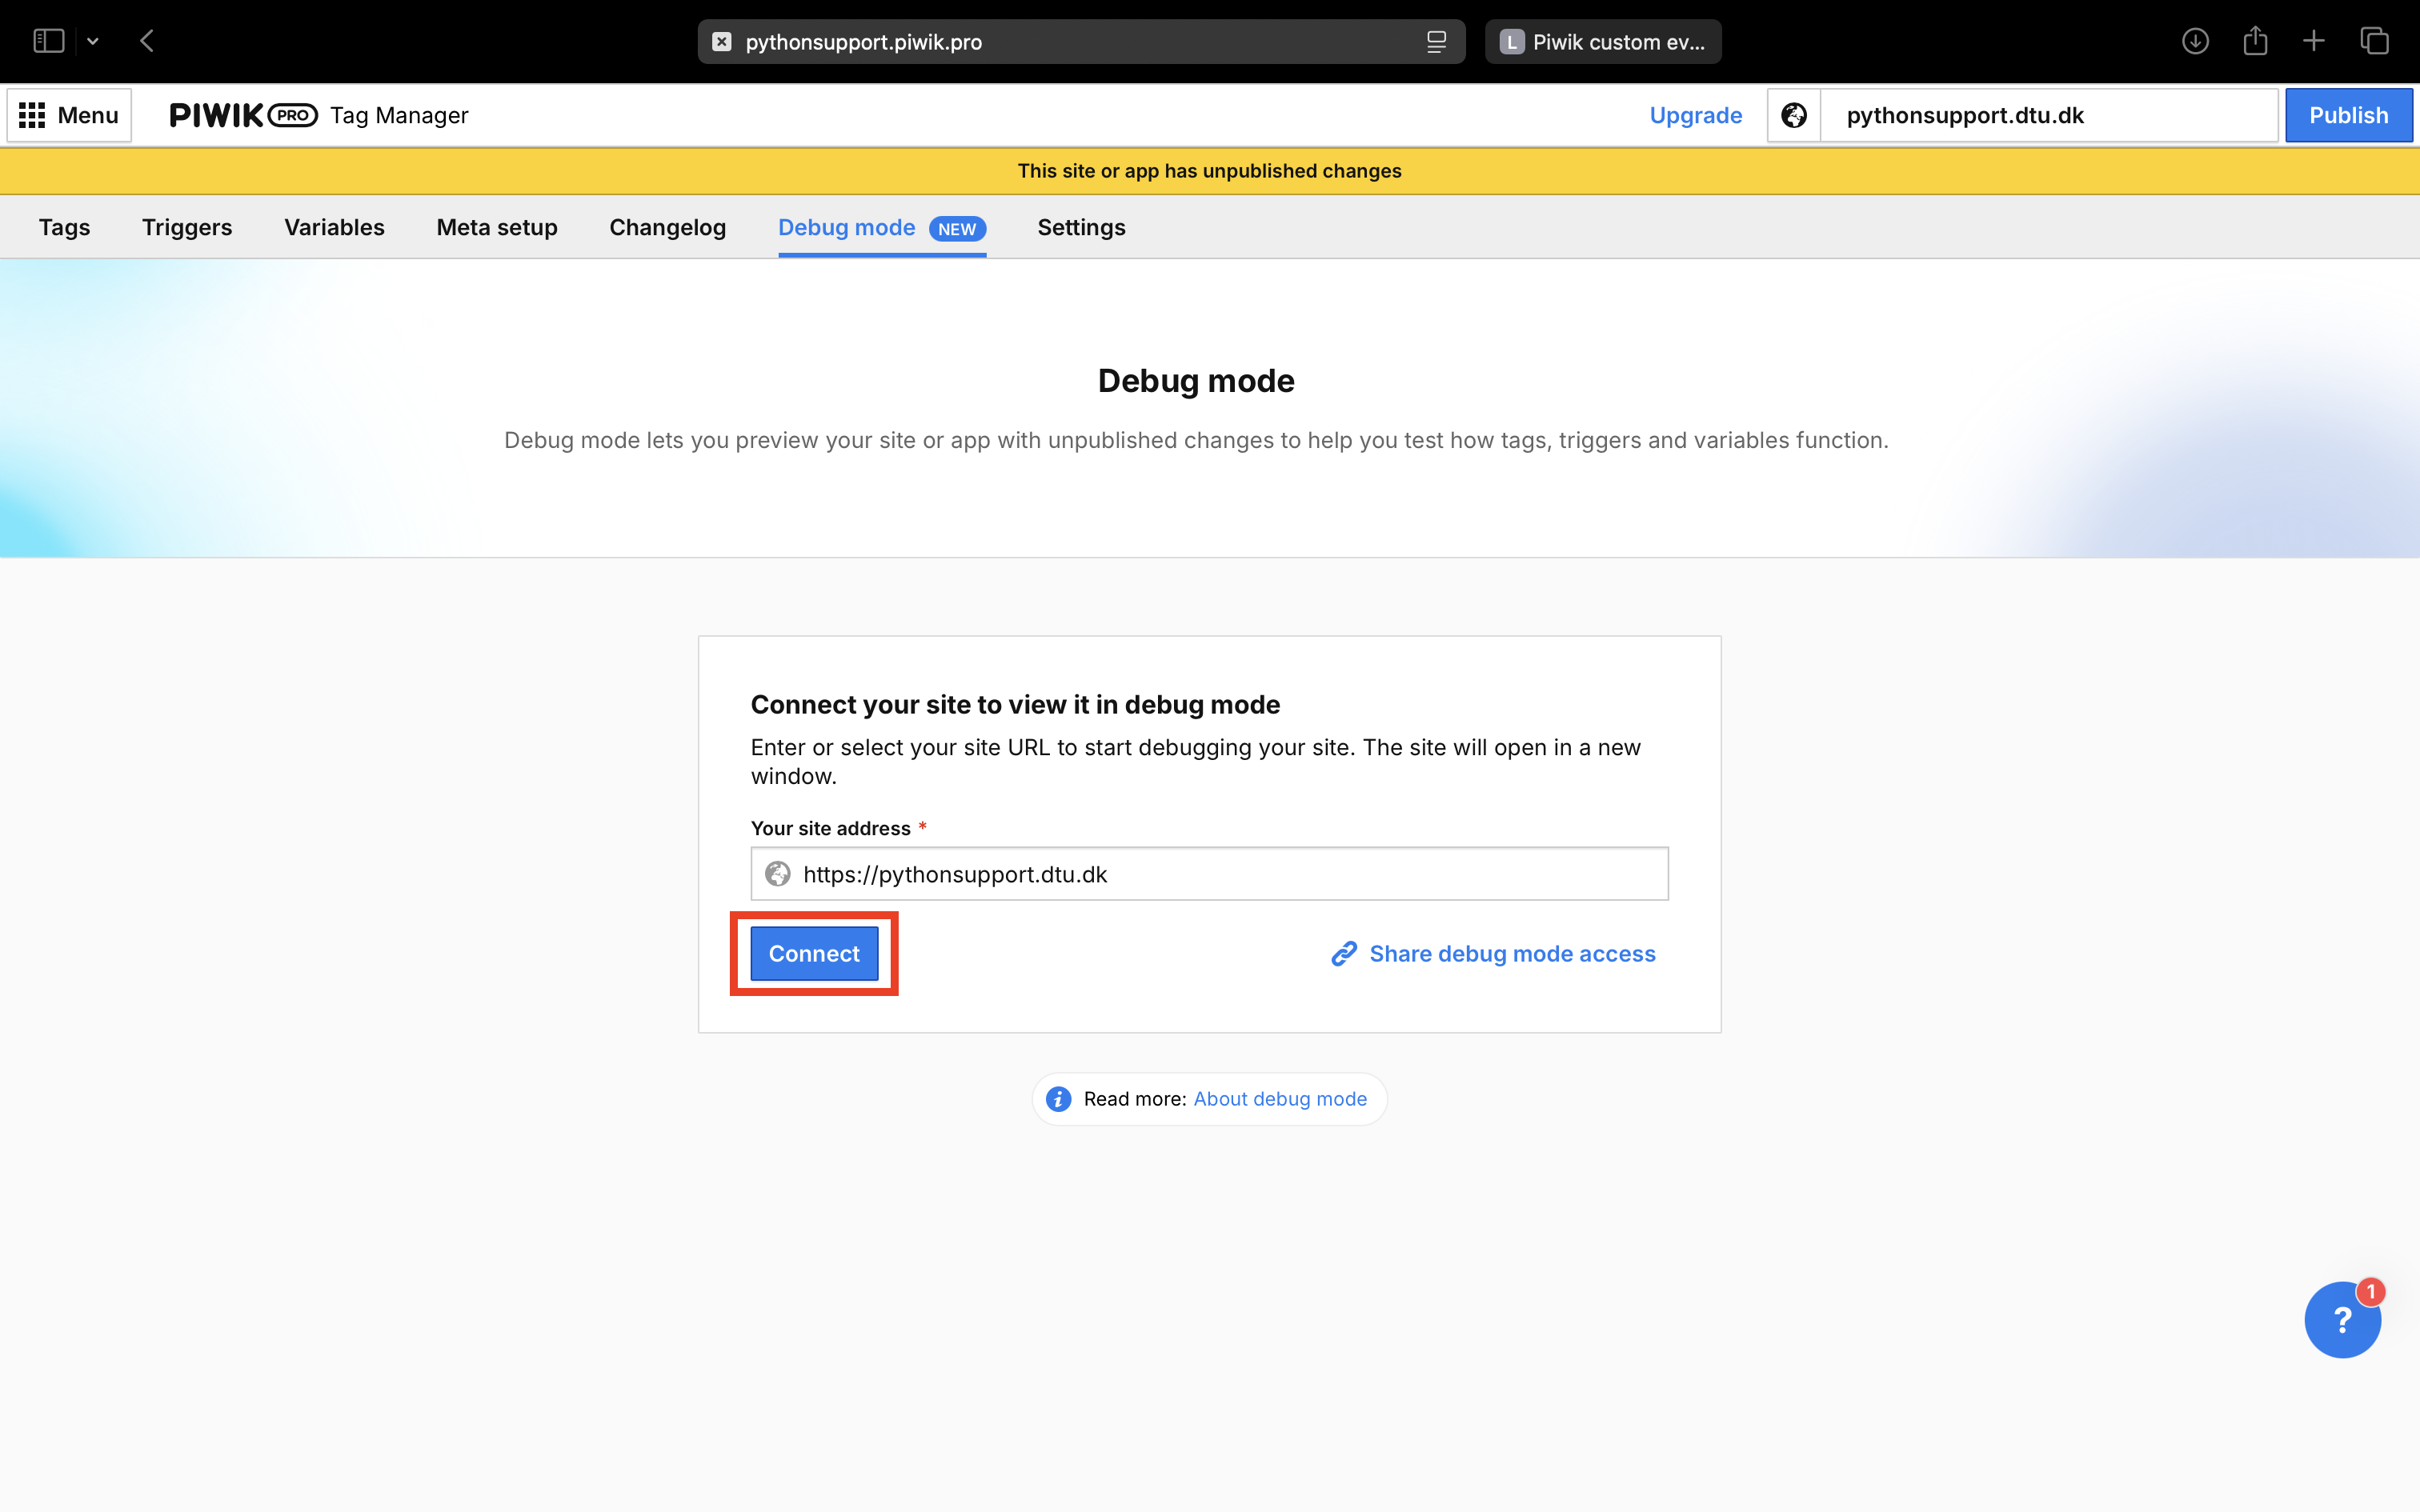 pythonsupport.piwik.pro
L Piwik custom ev...
Menu
PIWIK PRO Tag Manager
Upgrade
pythonsupport.dtu.dk
Publish
This site or app has unpublished changes
Tags
Triggers
Variables
Meta setup
Changelog
Debug mode NEW
Settings
Debug mode
Debug mode lets you preview your site or app with unpublished changes to help you test how tags, triggers and variables function.
Connect your site to view it in debug mode
Enter or select your site URL to start debugging your site. The site will open in a new
window.
Your site address *
https://pythonsupport.dtu.dk
Connect
Share debug mode access
i Read more: About debug mode
1
?